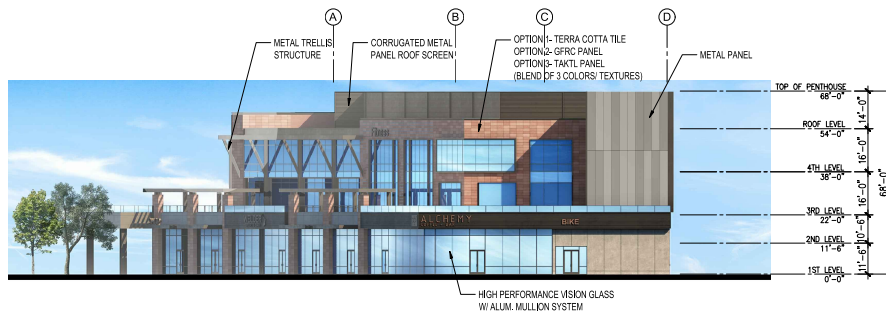 A
B
C
D
METAL TRELLIS
STRUCTURE
CORRUGATED METAL
PANEL ROOF SCREEN
OPTION 1- TERRA COTTA TILE
OPTION 2- GFRC PANEL
OPTION 3- TAKTL PANEL
(BLEND OF 3 COLORS/ TEXTURES)
METAL PANEL
TOP OF PENTHOUSE
68'-0"
14'-0"
ROOF LEVEL
54'-0"
16'-0"
4TH LEVEL
38'-0"
16'-0"
68'-0"
3RD LEVEL
22'-0"
10'-6"
2ND LEVEL
11'-6"
11'-6"
1ST LEVEL
0'-0"
ALCHEMY
BIKE
HIGH PERFORMANCE VISION GLASS
W/ ALUM. MULLION SYSTEM